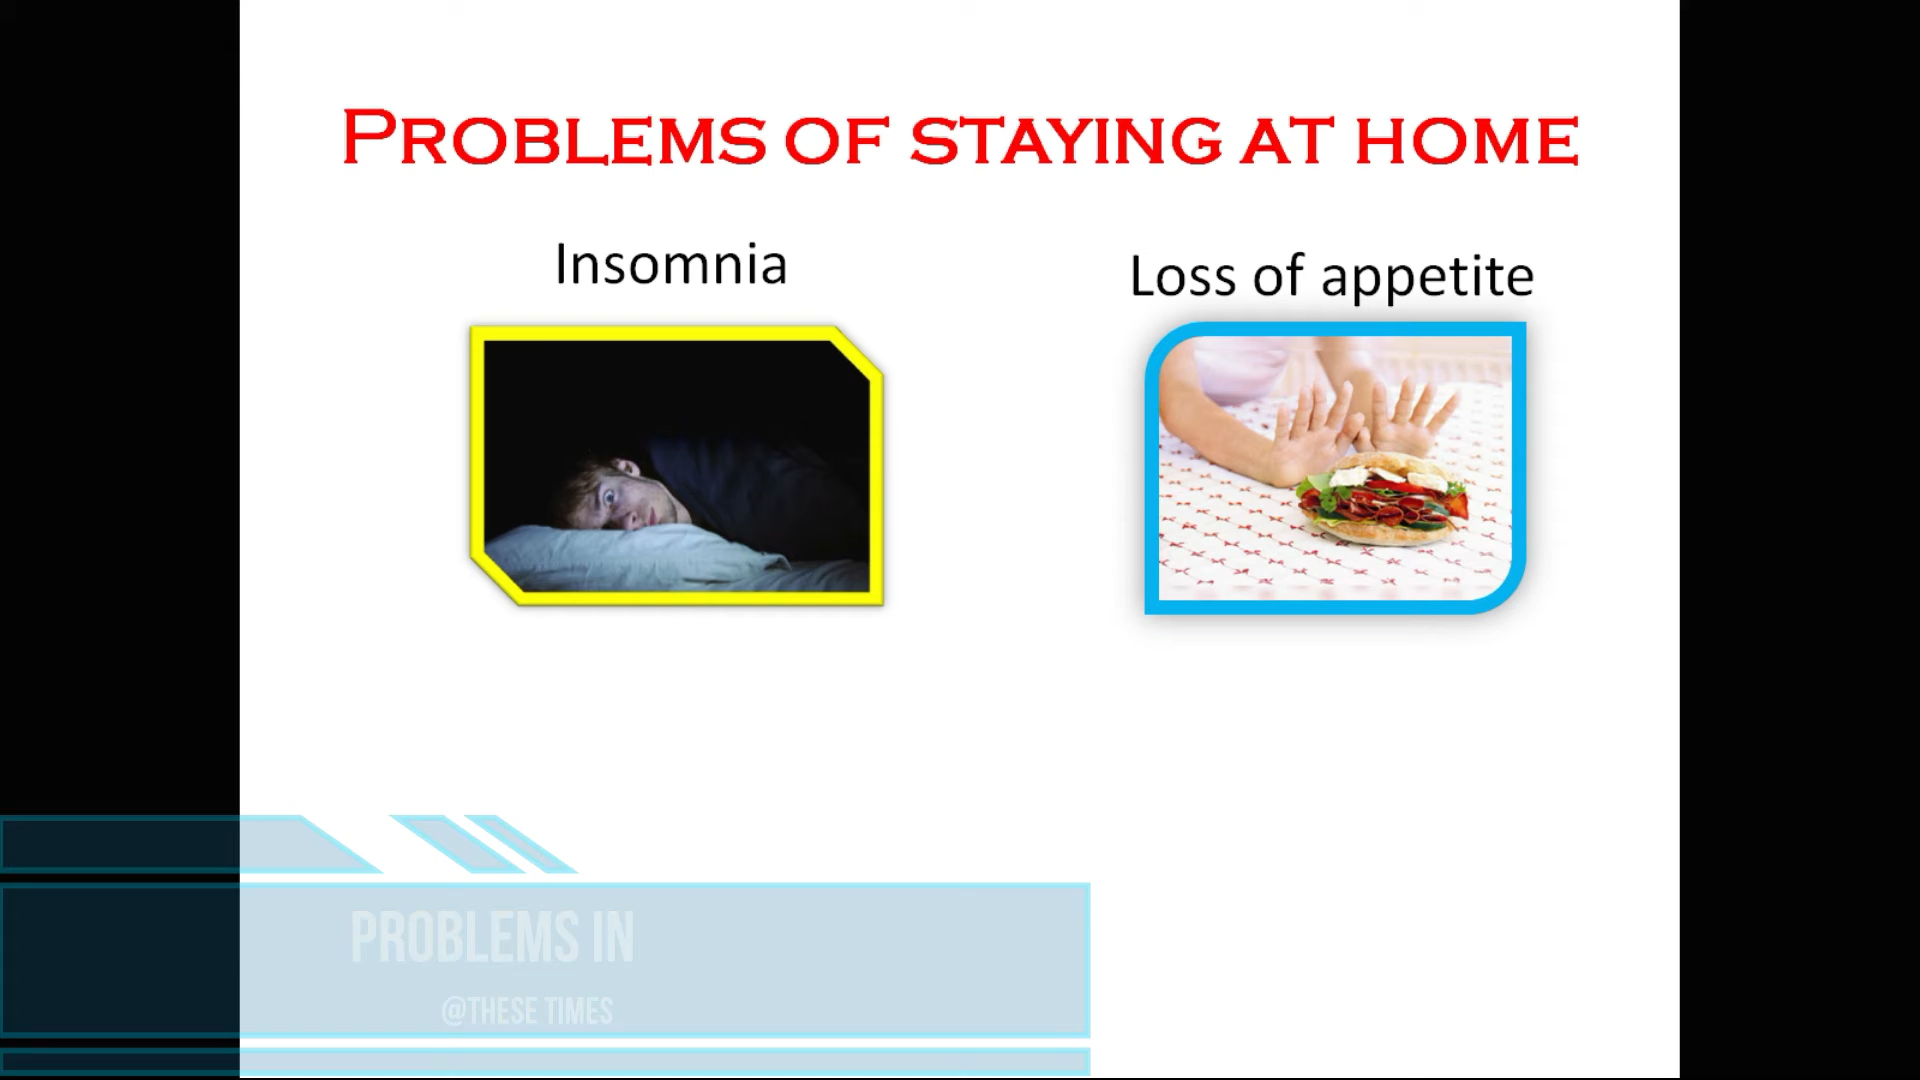 Problems of staying at home
Insomnia
Loss of appetite
PROBLEMS IN
@THESE TIMES